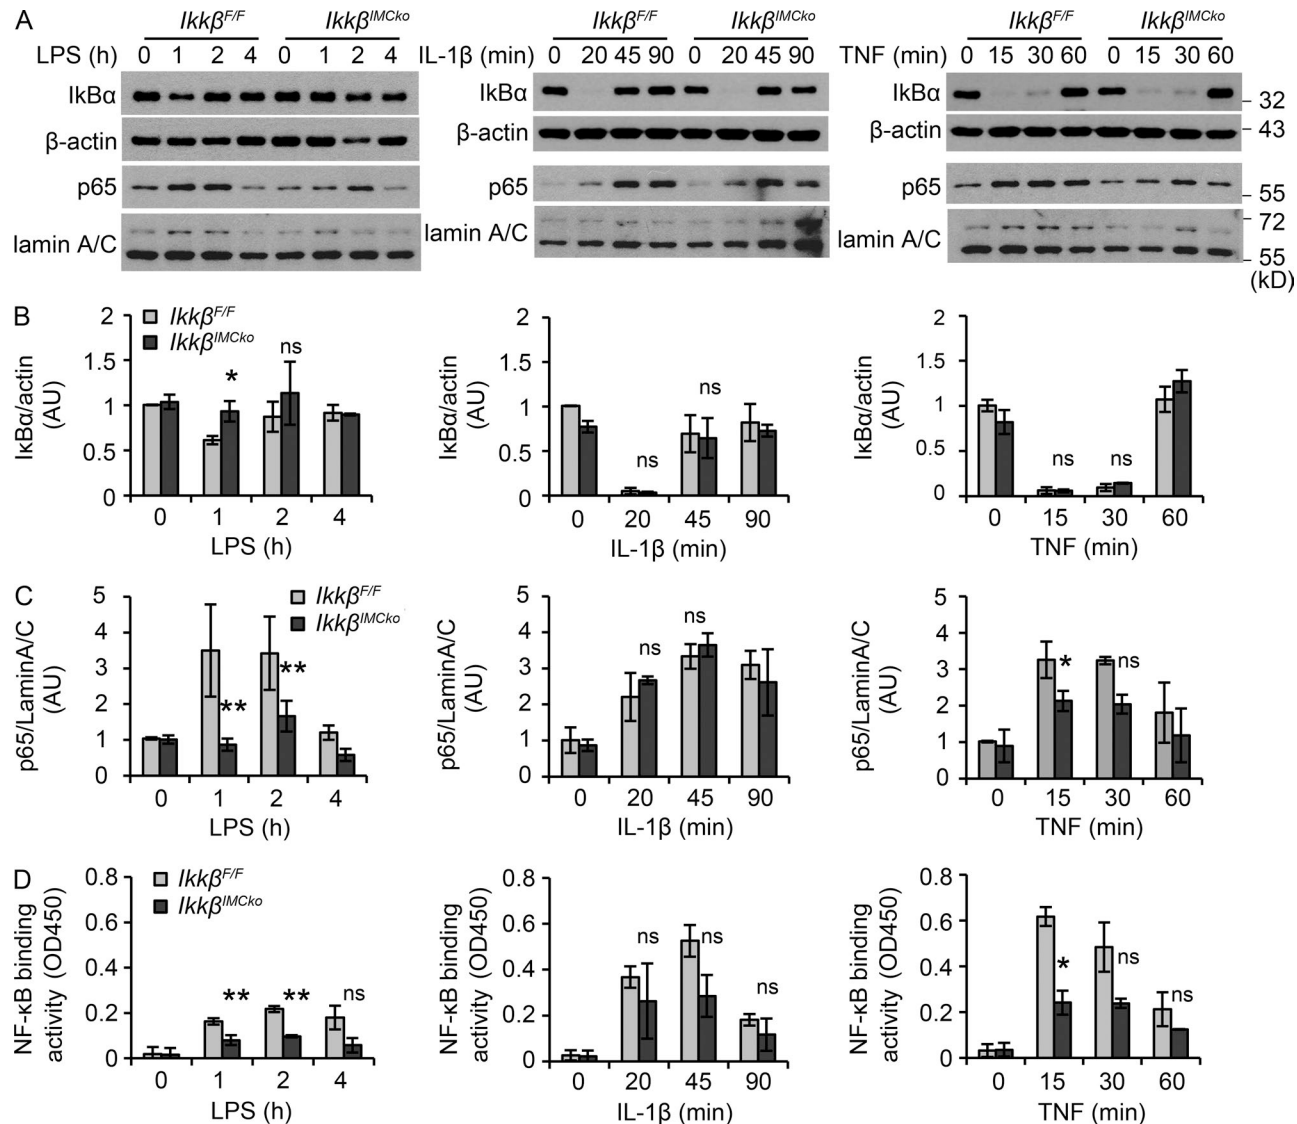 A
Ikkβ^F/F Ikkβ^IMCko
LPS (h) 0 1 2 4 0 1 2 4
IkBα
β-actin
p65
lamin A/C
Ikkβ^F/F Ikkβ^IMCko
IL-1β (min) 0 20 45 90 0 20 45 90
IkBα
β-actin
p65
lamin A/C
Ikkβ^F/F Ikkβ^IMCko
TNF (min) 0 15 30 60 0 15 30 60
IkBα
32
β-actin
43
p65
55
72
lamin A/C
55
(kD)
B
Ikkβ^F/F
Ikkβ^IMCko
IκBα/actin
(AU)
2
1.5
1
0.5
0
*
ns
0 1 2 4
LPS (h)
IκBα/actin
(AU)
2
1.5
1
0.5
0
ns
ns
0 20 45 90
IL-1β (min)
IκBα/actin
(AU)
2
1.5
1
0.5
0
ns ns
0 15 30 60
TNF (min)
C
Ikkβ^F/F
Ikkβ^IMCko
p65/LaminA/C
(AU)
5
4
3
2
1
0
**
**
0 1 2 4
LPS (h)
p65/LaminA/C
(AU)
5
4
3
2
1
0
ns
ns
0 20 45 90
IL-1β (min)
p65/LaminA/C
(AU)
5
4
3
2
1
0
* ns
0 15 30 60
TNF (min)
D
Ikkβ^F/F
Ikkβ^IMCko
NF-κB binding
activity (OD450)
0.8
0.6
0.4
0.2
0
** ** ns
0 1 2 4
LPS (h)
NF-κB binding
activity (OD450)
0.8
0.6
0.4
0.2
0
ns ns
ns
0 20 45 90
IL-1β (min)
NF-κB binding
activity (OD450)
0.8
0.6
0.4
0.2
0
* ns
ns
0 15 30 60
TNF (min)